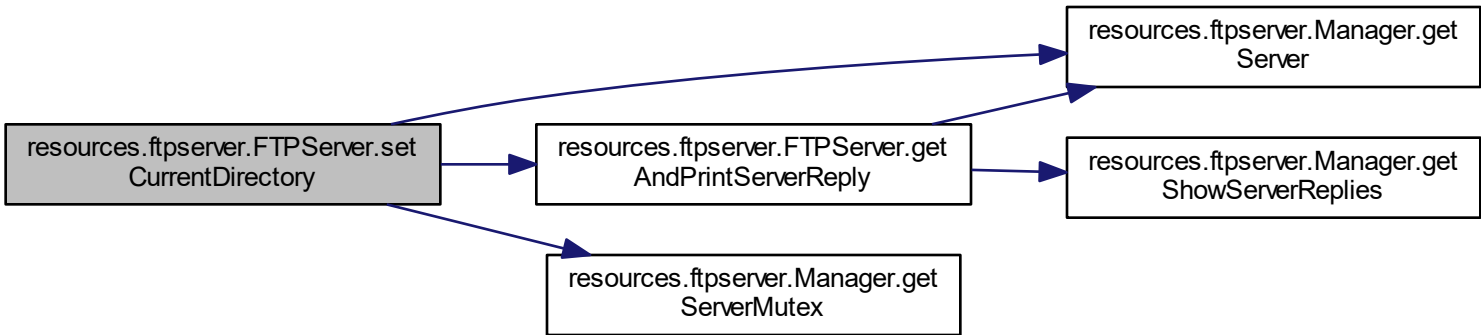 resources.ftpserver.FTPServer.set
CurrentDirectory
resources.ftpserver.FTPServer.get
AndPrintServerReply
resources.ftpserver.Manager.get
Server
resources.ftpserver.Manager.get
ShowServerReplies
resources.ftpserver.Manager.get
ServerMutex